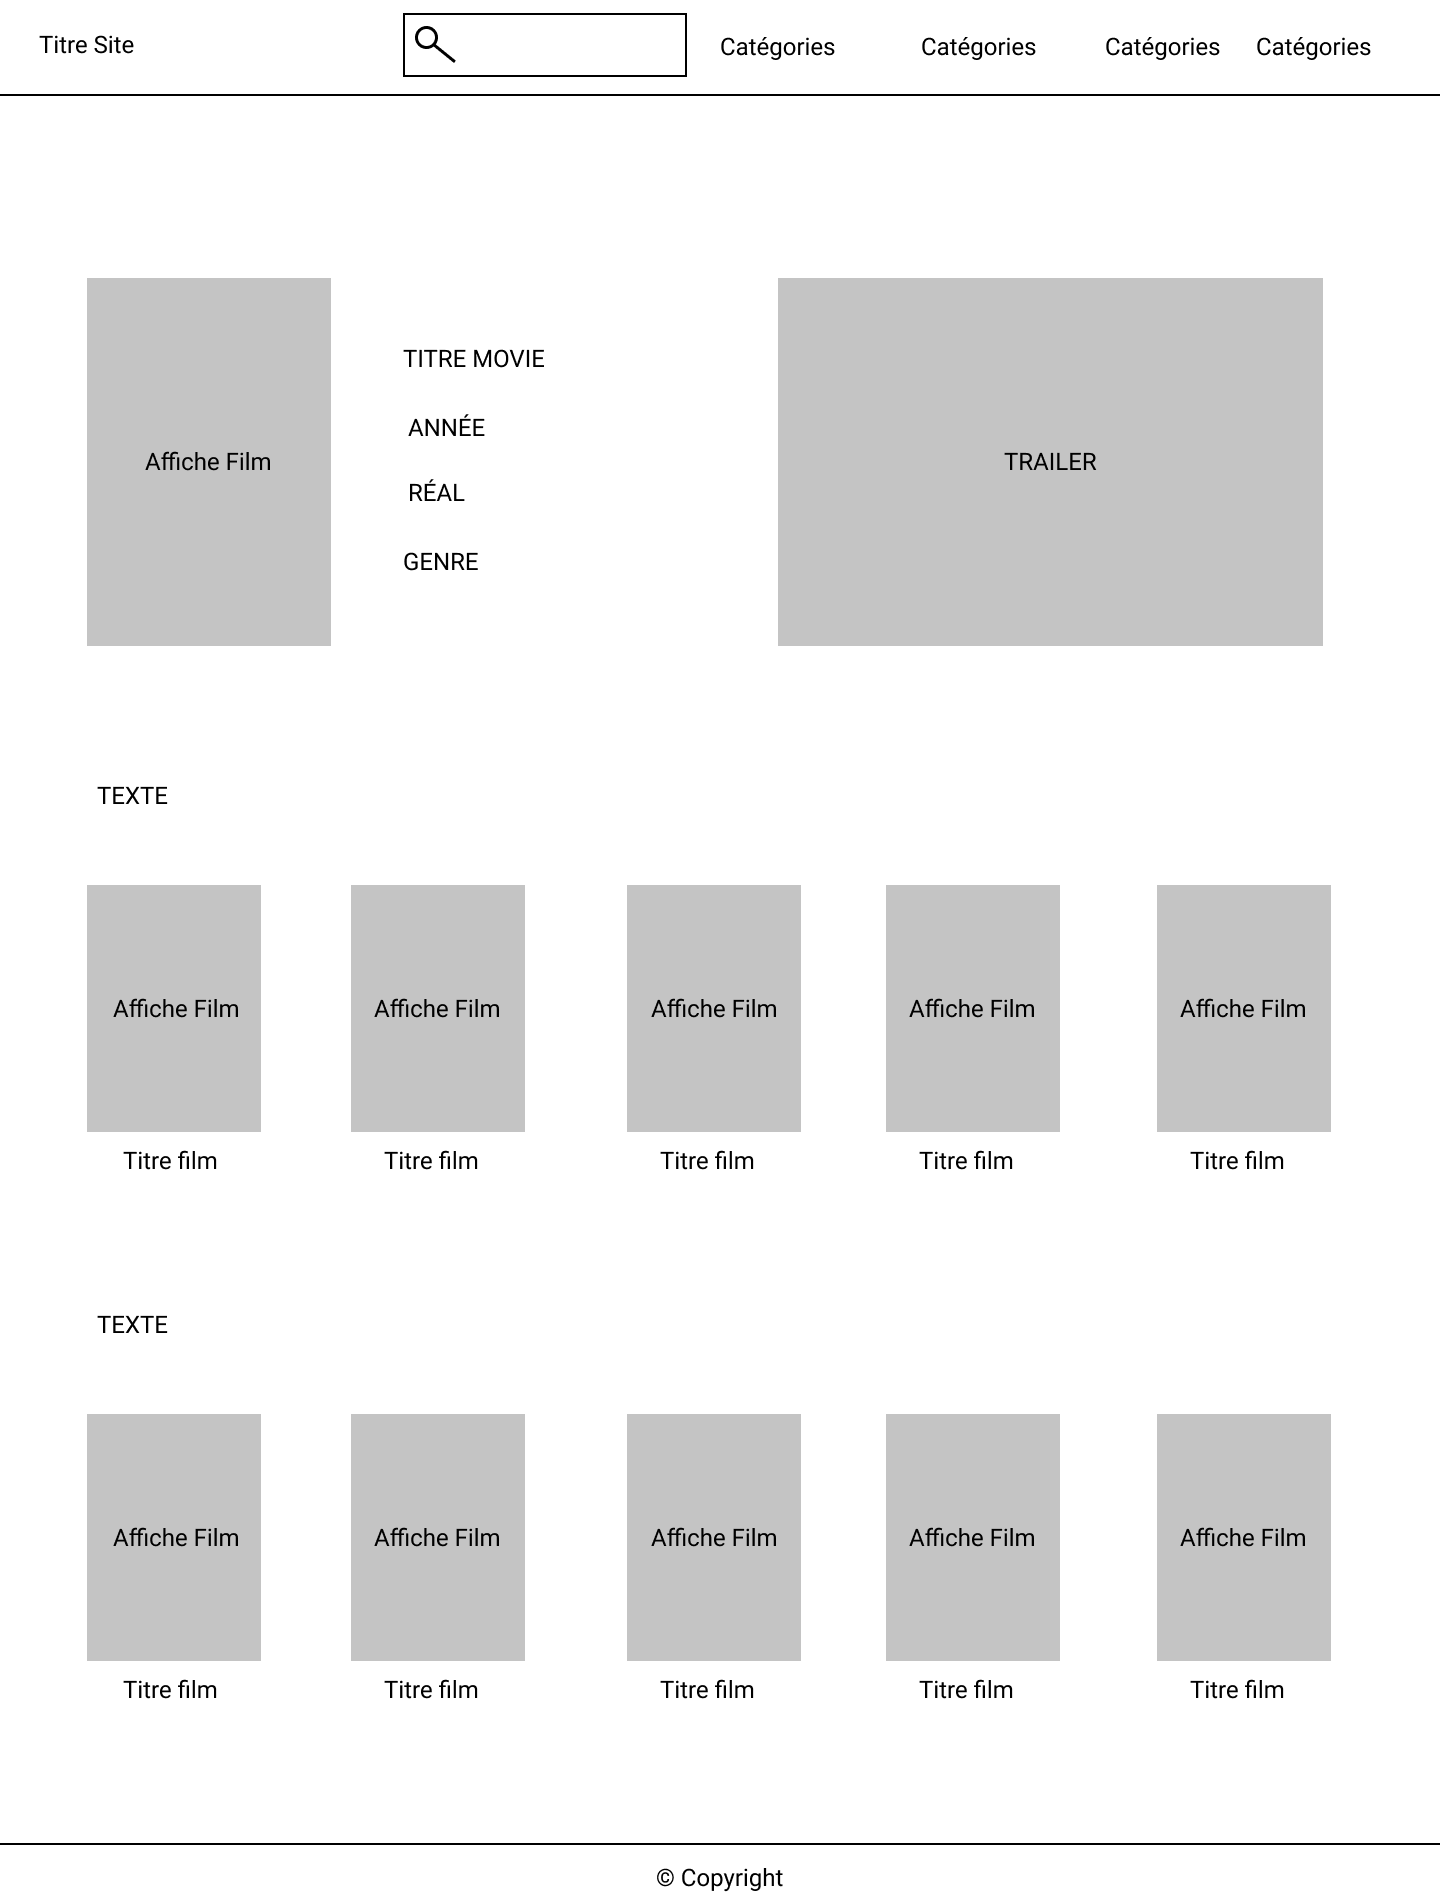 Titre Site
Catégories Catégories Catégories Catégories
Affiche Film
TITRE MOVIE
ANNÉE
RÉAL
GENRE
TRAILER
TEXTE
Affiche Film Affiche Film Affiche Film Affiche Film Affiche Film
Titre film Titre film Titre film Titre film Titre film
TEXTE
Affiche Film Affiche Film Affiche Film Affiche Film Affiche Film
Titre film Titre film Titre film Titre film Titre film
© Copyright